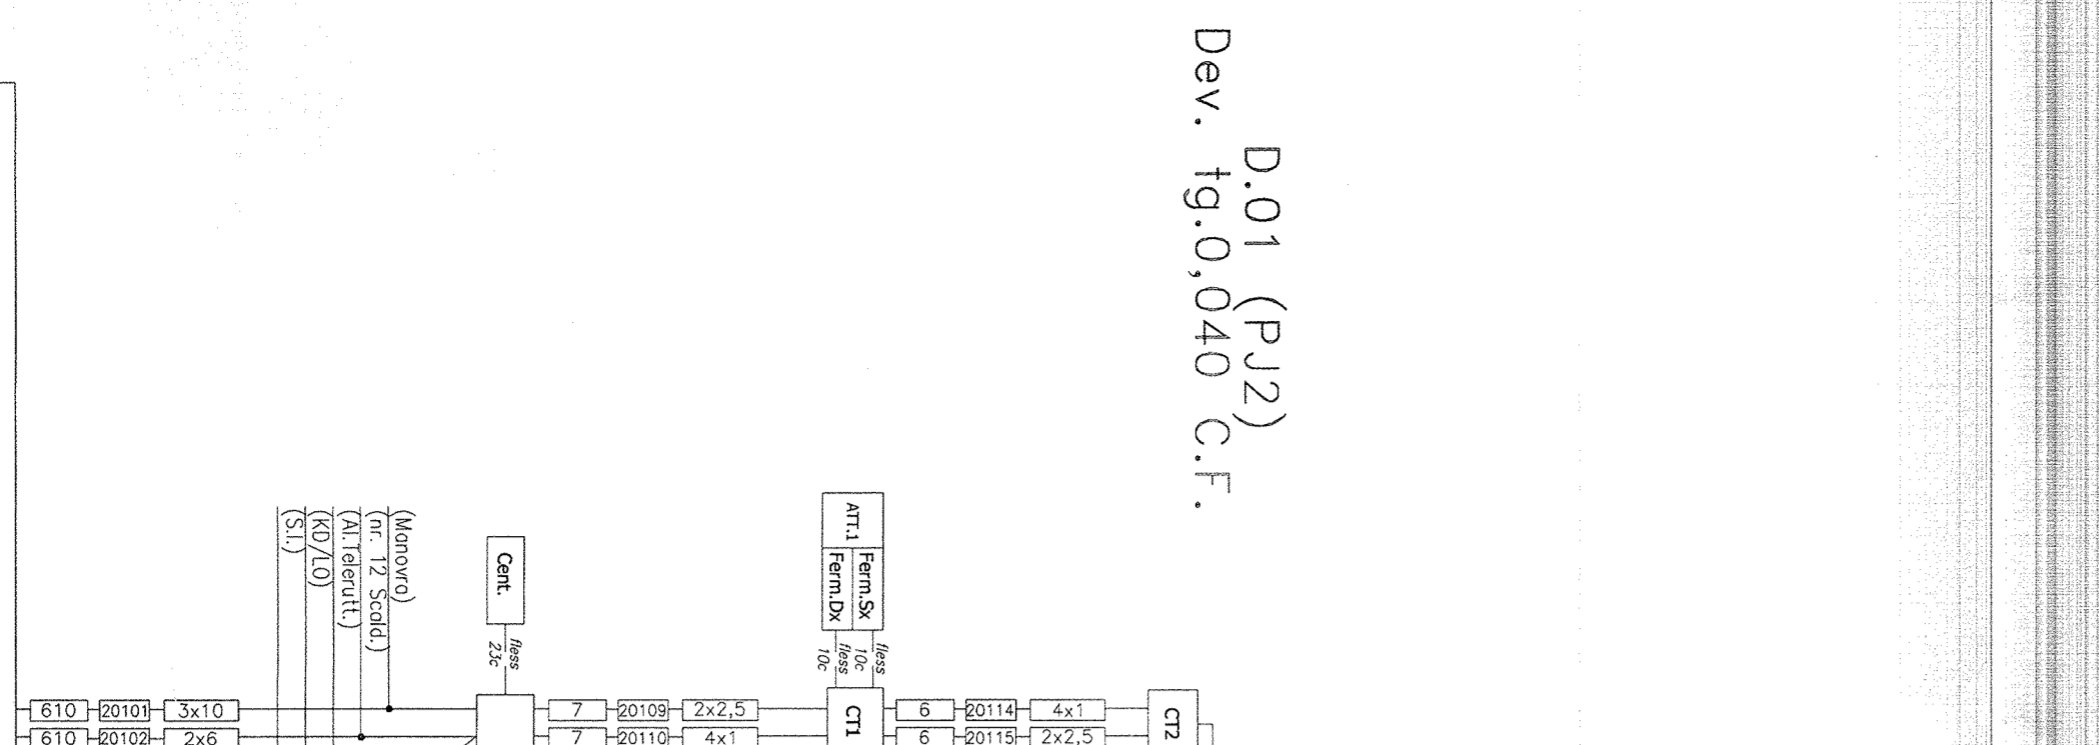 D.01 (PJ2)
Dev. tg.0,040 C.F.
ATT.1
Ferm.Sx
Ferm.Dx
fless
10c
fless
10c
Cent.
fless
23c
(Manovra)
(nr. 12 Scald.)
(Al.Telerutt.)
(KD/LO)
(S.I.)
610 20101 3x10 7 20109 2x2,5 CT1 6 20114 4x1 CT2
610 20102 2x6 7 20110 4x1 6 20115 2x2,5